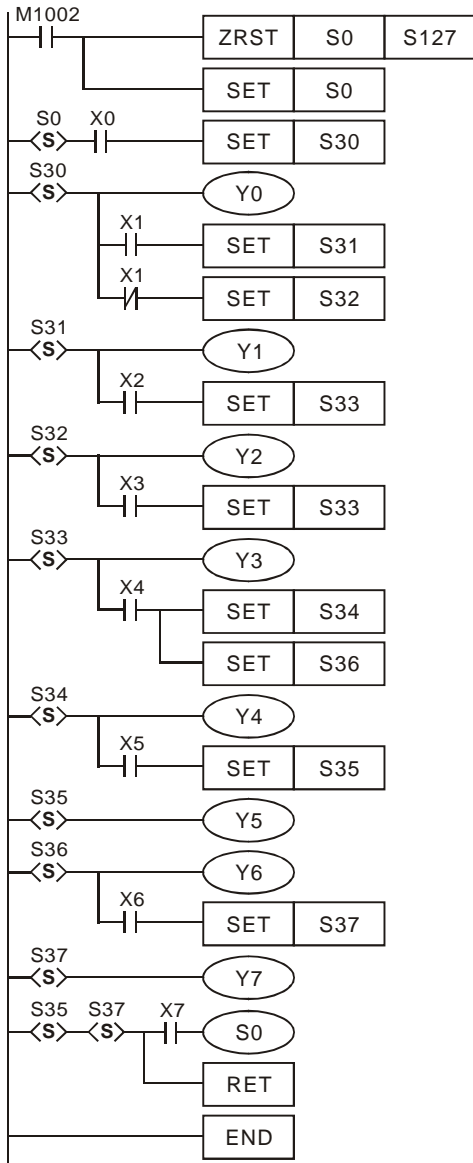 M1002
ZRST S0 S127
SET S0
S0 X0
S SET S30
S30
S Y0
X1
SET S31
X1
SET S32
S31
S Y1
X2
SET S33
S32
S Y2
X3
SET S33
S33
S Y3
X4
SET S34
SET S36
S34
S Y4
X5
SET S35
S35
S Y5
S36
S Y6
X6
SET S37
S37
S Y7
S35 S37 X7
S S S0
RET
END